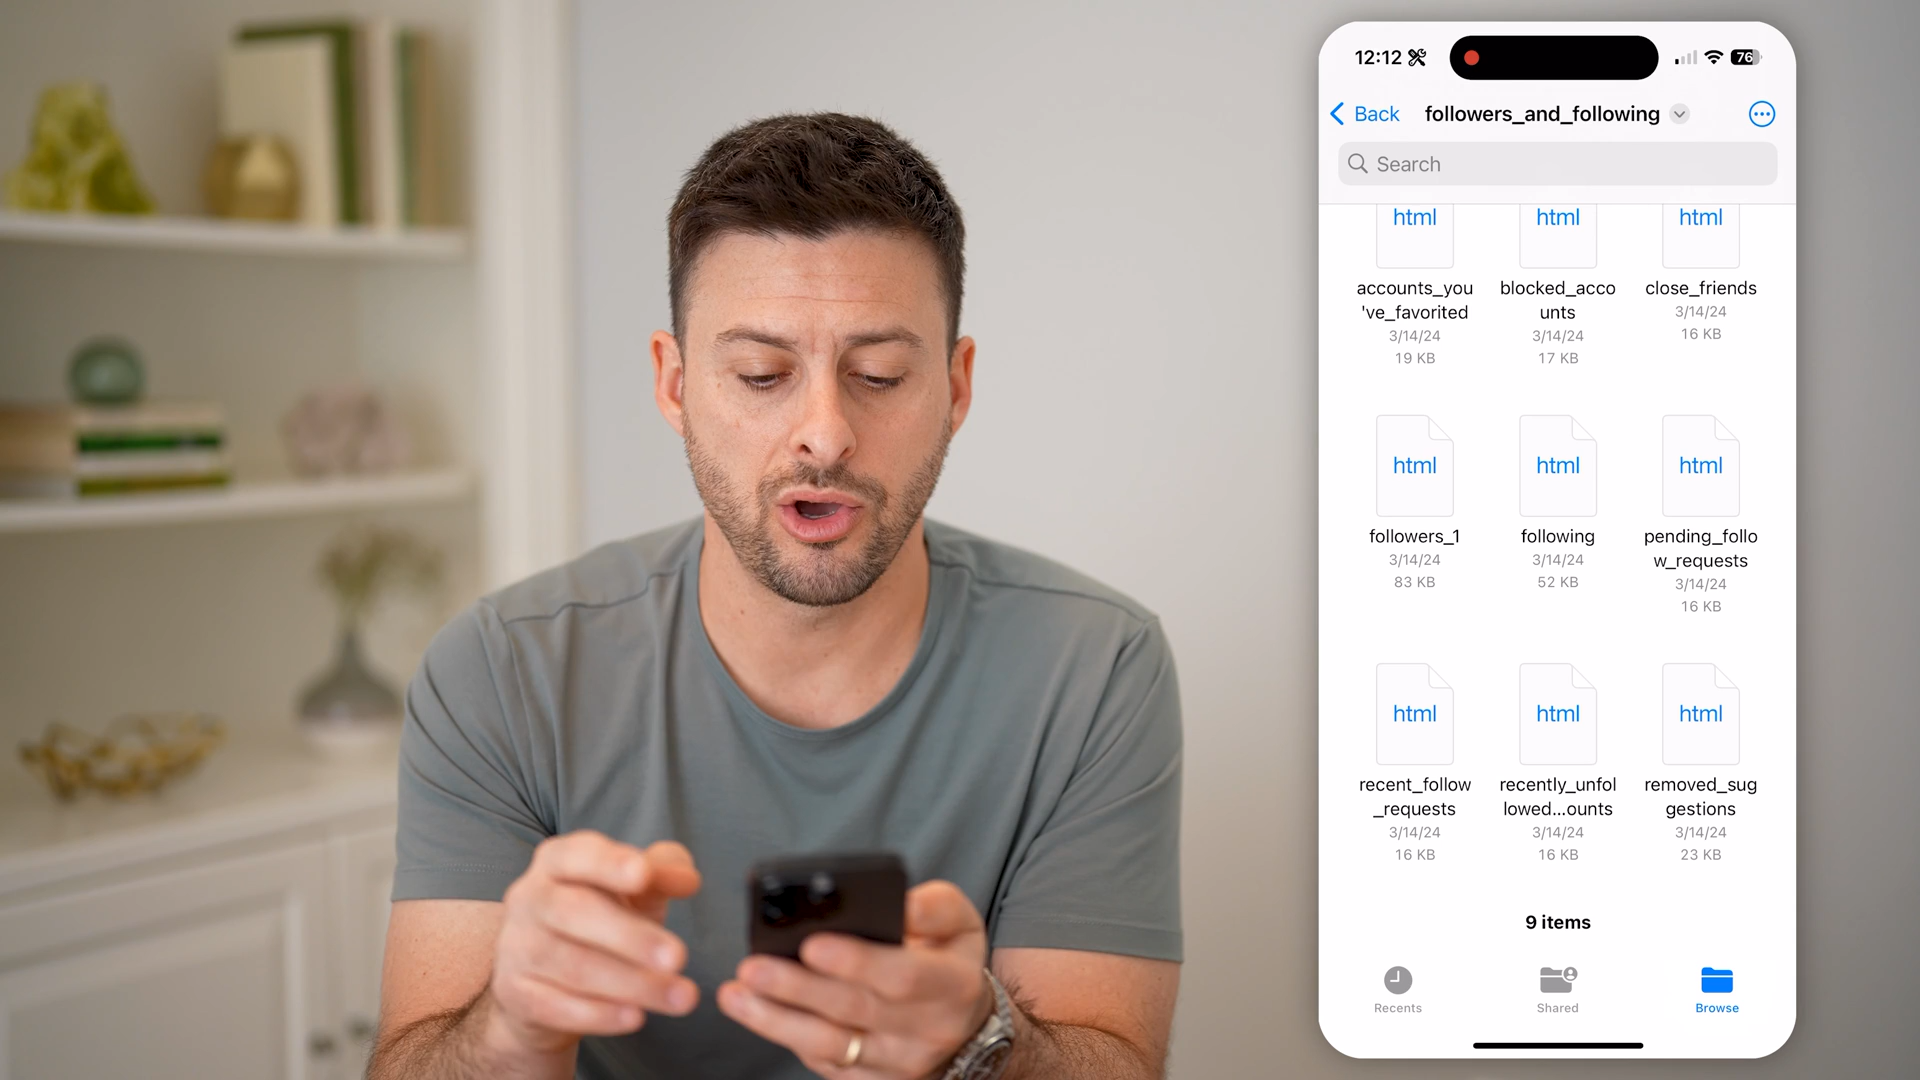 12:12
76
Back
followers_and_following
Search
html html html
accounts_you
've_favorited
3/14/24
19 KB
blocked_acco
unts
3/14/24
17 KB
close_friends
3/14/24
16 KB
html html html
followers_1
3/14/24
83 KB
following
3/14/24
52 KB
pending_follo
w_requests
3/14/24
16 KB
html html html
recent_follow
_requests
3/14/24
16 KB
recently_unfol
lowed...ounts
3/14/24
16 KB
removed_sug
gestions
3/14/24
23 KB
9 items
Recents
Shared
Browse